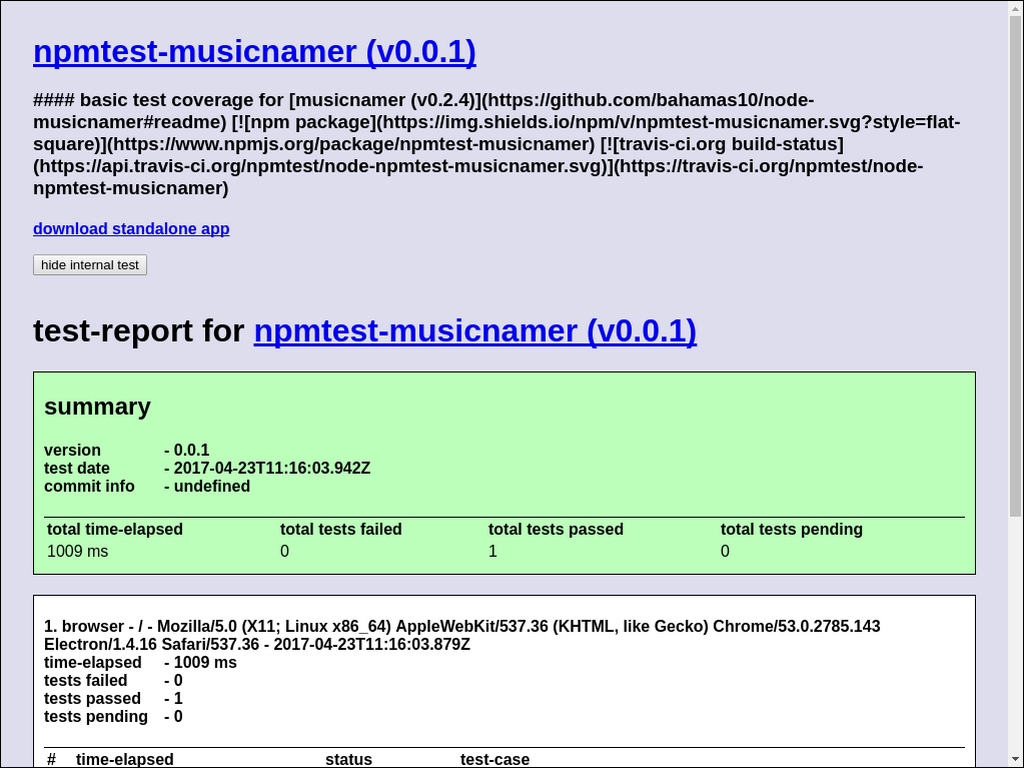 npmtest-musicnamer (v0.0.1)
#### basic test coverage for [musicnamer (v0.2.4)](https://github.com/bahamas10/node-
musicnamer#readme) [![npm package](https://img.shields.io/npm/v/npmtest-musicnamer.svg?style=flat-
square)](https://www.npmjs.org/package/npmtest-musicnamer) [![travis-ci.org build-status]
(https://api.travis-ci.org/npmtest/node-npmtest-musicnamer.svg)](https://travis-ci.org/npmtest/node-
npmtest-musicnamer)
download standalone app
hide internal test
test-report for npmtest-musicnamer (v0.0.1)
summary
version - 0.0.1
test date - 2017-04-23T11:16:03.942Z
commit info - undefined
total time-elapsed total tests failed total tests passed total tests pending
1009 ms 0 1 0
1. browser - / - Mozilla/5.0 (X11; Linux x86_64) AppleWebKit/537.36 (KHTML, like Gecko) Chrome/53.0.2785.143
Electron/1.4.16 Safari/537.36 - 2017-04-23T11:16:03.879Z
time-elapsed - 1009 ms
tests failed - 0
tests passed - 1
tests pending - 0
# time-elapsed status test-case